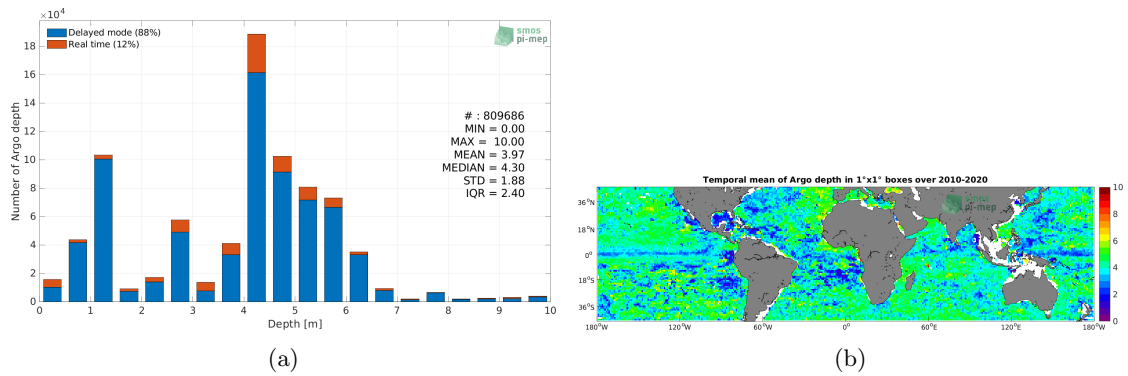 ×10⁴
Delayed mode (88%)
Real time (12%)
smos
pi-mep
18
16
14
12
10
8
6
4
2
0
Number of Argo depth
# : 809686
MIN = 0.00
MAX = 10.00
MEAN = 3.97
MEDIAN = 4.30
STD = 1.88
IQR = 2.40
0 1 2 3 4 5 6 7 8 9 10
Depth [m]
(a)
Temporal mean of Argo depth in 1°x1° boxes over 2010-2020
smos
pi-mep
36°N
18°N
0°
18°S
36°S
180°W 120°W 60°W 0° 60°E 120°E 180°W
10
8
6
4
2
0
(b)